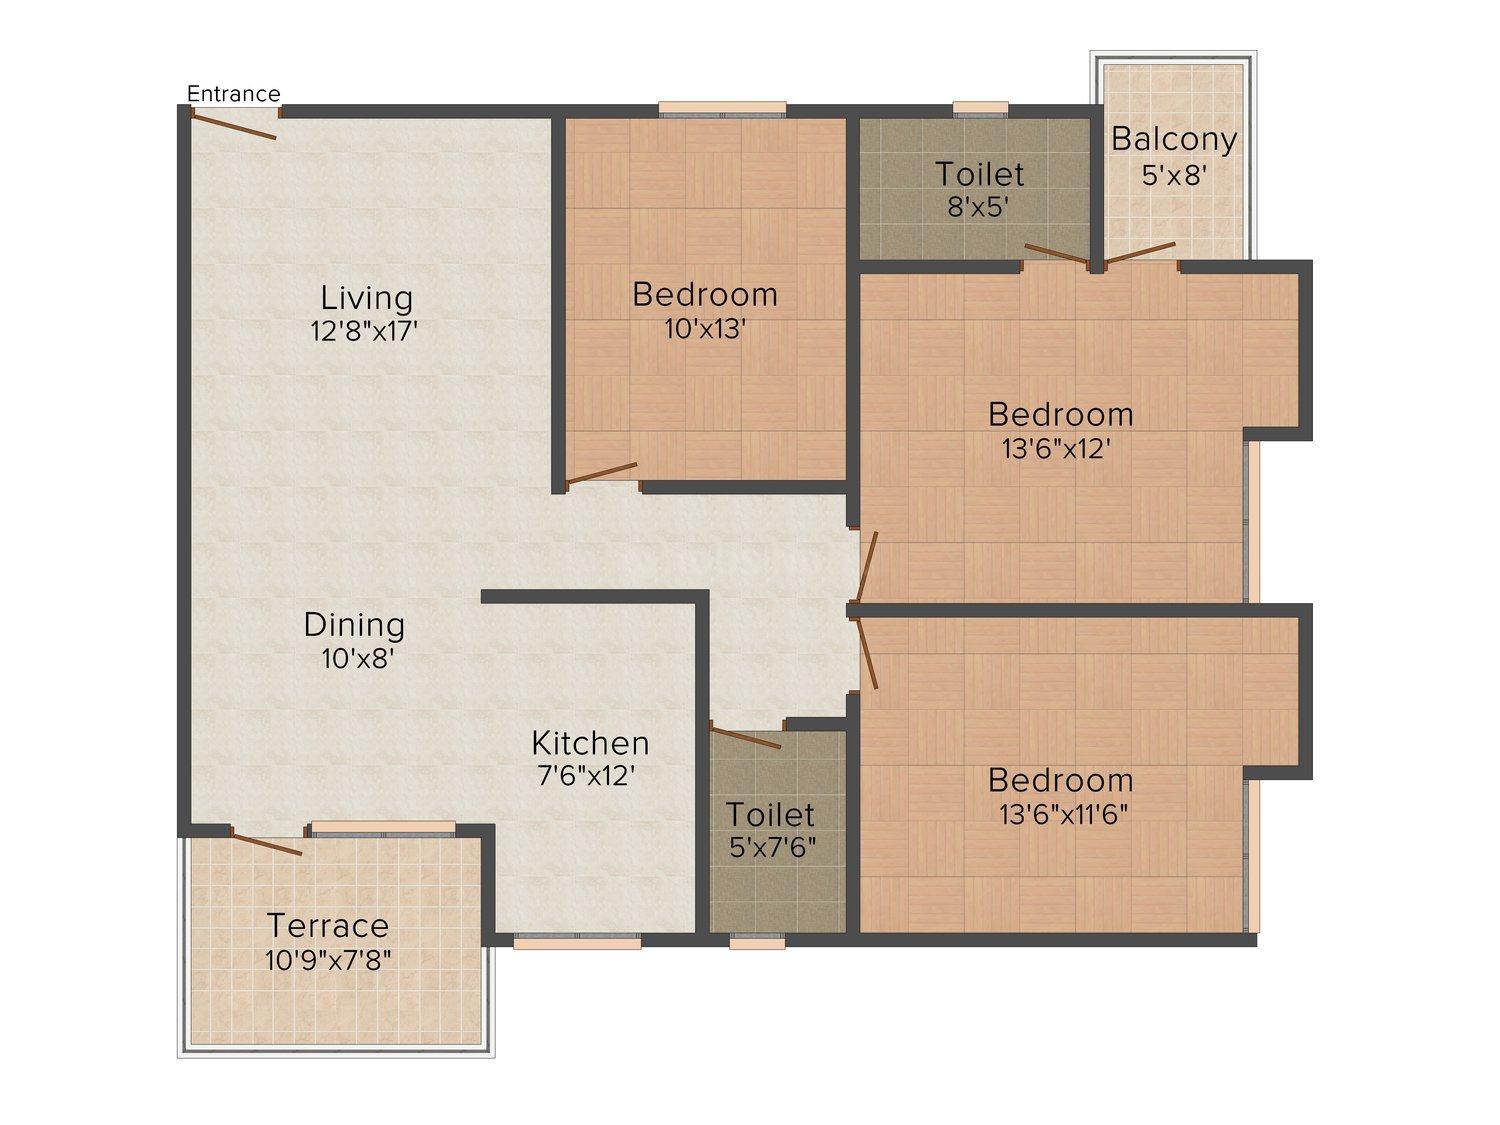 Entrance
Balcony
5'x8'
Toilet
8'x5'
Living
12'8"x17'
Bedroom
10'x13'
Bedroom
13'6"x12'
Dining
10'x8'
Kitchen
7'6"x12'
Bedroom
13'6"x11'6"
Toilet
5'x7'6"
Terrace
10'9"x7'8"